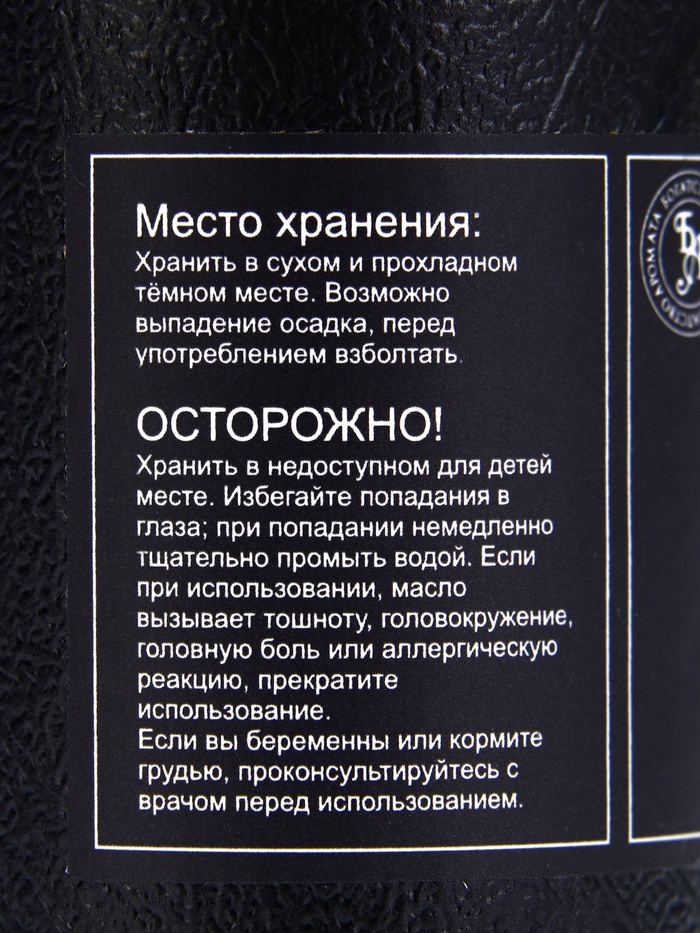 Место хранения:
Хранить в сухом и прохладном
тёмном месте. Возможно
выпадение осадка, перед
употреблением взболтать.
ОСТОРОЖНО!
Хранить в недоступном для детей
месте. Избегайте попадания в
глаза; при попадании немедленно
тщательно промыть водой. Если
при использовании, масло
вызывает тошноту, головокружение,
головную боль или аллергическую
реакцию, прекратите
использование.
Если вы беременны или кормите
грудью, проконсультируйтесь с
врачом перед использованием.
АРОМАТА